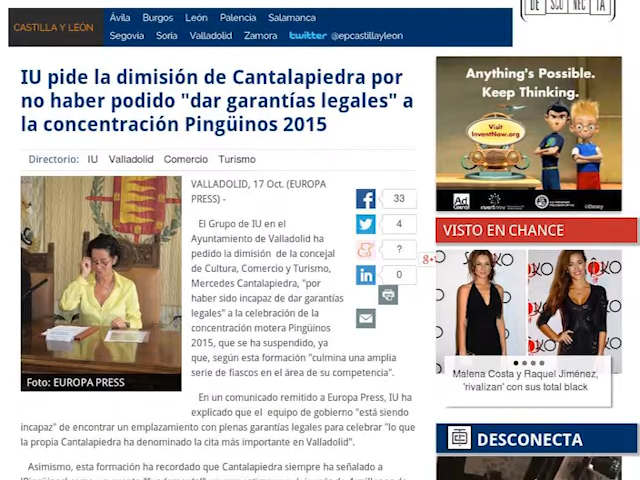 DE SCO NEC TA
CASTILLA Y LEÓN
Ávila Burgos León Palencia Salamanca
Segovia Soria Valladolid Zamora twitter @epcastillayleon
IU pide la dimisión de Cantalapiedra por
no haber podido "dar garantías legales" a
la concentración Pingüinos 2015
Directorio: IU Valladolid Comercio Turismo
Foto: EUROPA PRESS
VALLADOLID, 17 Oct. (EUROPA
PRESS) -
El Grupo de IU en el
Ayuntamiento de Valladolid ha
pedido la dimisión de la concejal
de Cultura, Comercio y Turismo,
Mercedes Cantalapiedra, "por
haber sido incapaz de dar garantías
legales" a la celebración de la
concentración motera Pingüinos
2015, que se ha suspendido, ya
que, según esta formación "culmina una amplia
serie de fiascos en el área de su competencia".
En un comunicado remitido a Europa Press, IU ha
explicado que el equipo de gobierno "está siendo
incapaz" de encontrar un emplazamiento con plenas garantías legales para celebrar "lo que
la propia Cantalapiedra ha denominado la cita más importante en Valladolid".
Asimismo, esta formación ha recordado que Cantalapiedra siempre ha señalado a
33
4
?
0
g+
Anything's Possible.
Keep Thinking.
Visit
InventNow.org
Ad
©Disney
VISTO EN CHANCE
Malena Costa y Raquel Jiménez,
'rivalizan' con sus total black
DESCONECTA